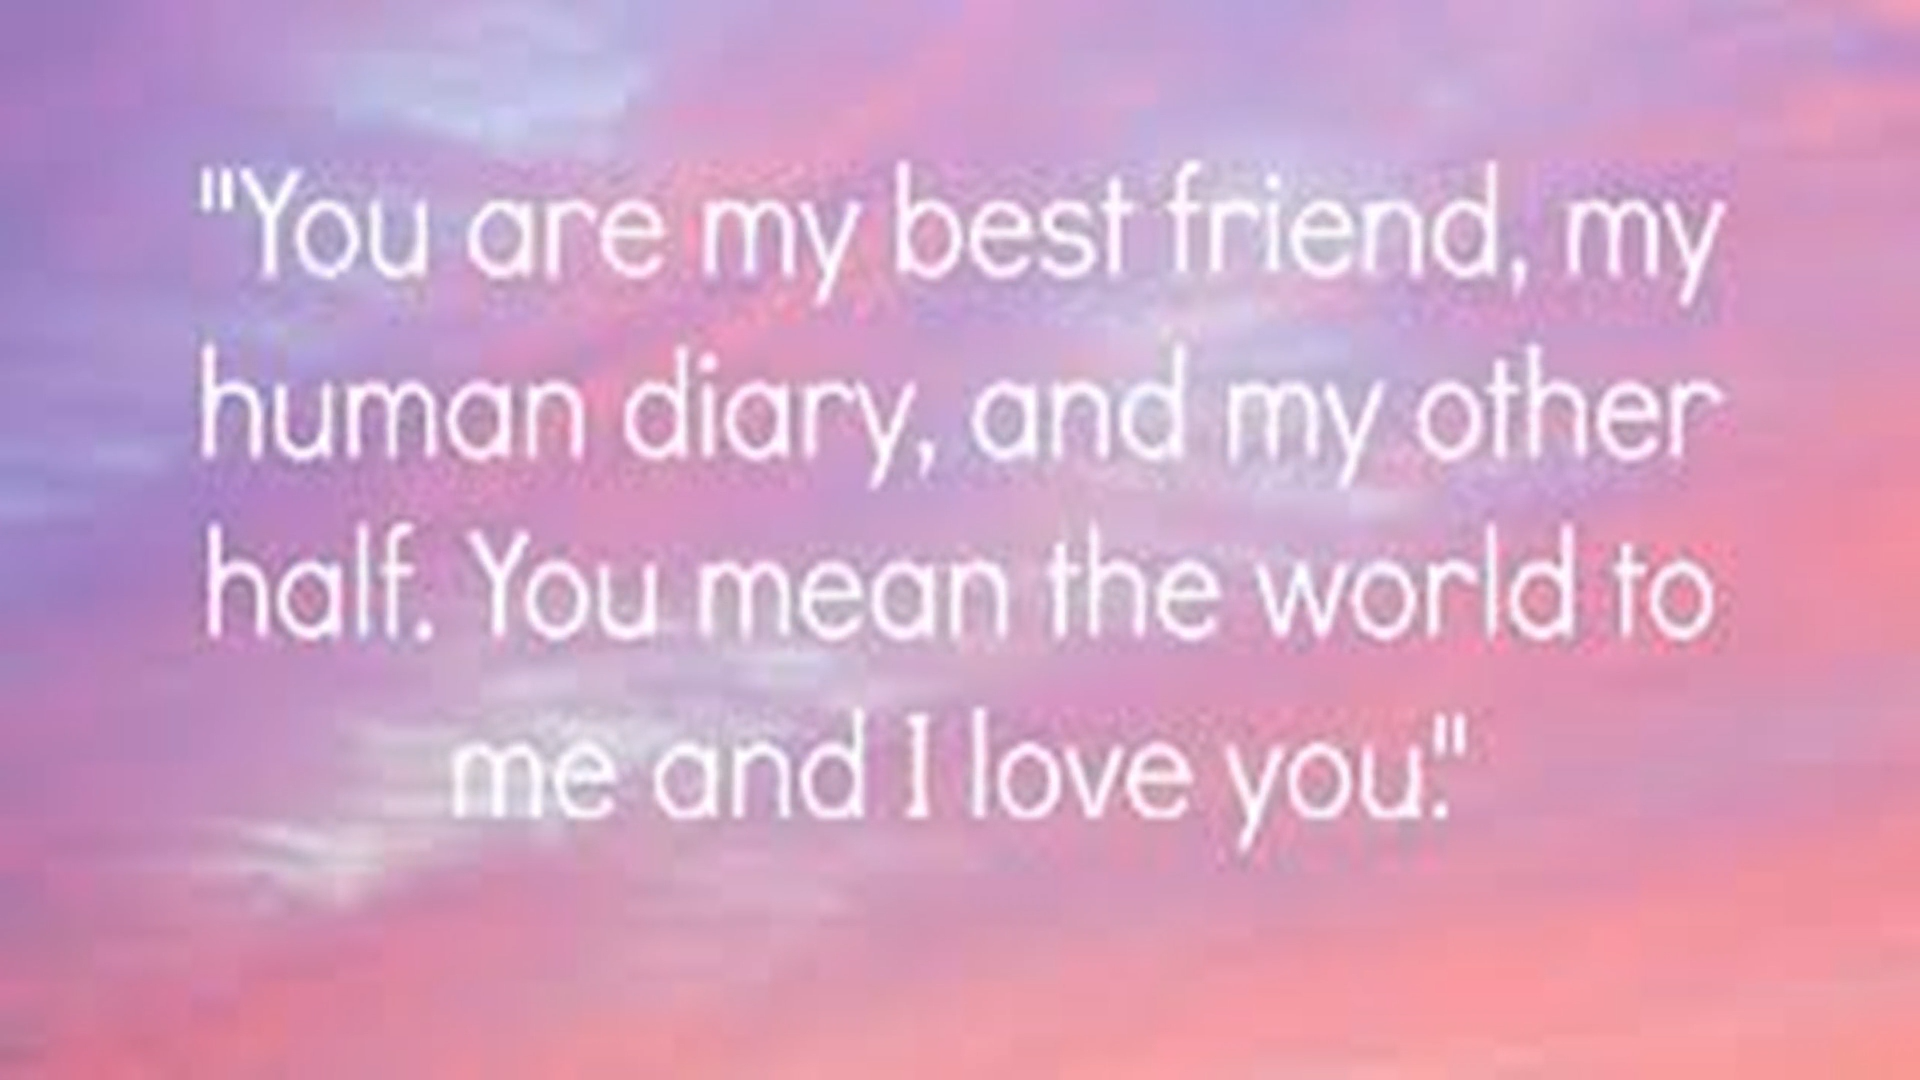 "You are my best friend, my
human diary, and my other
half. You mean the world to
me and I love you."